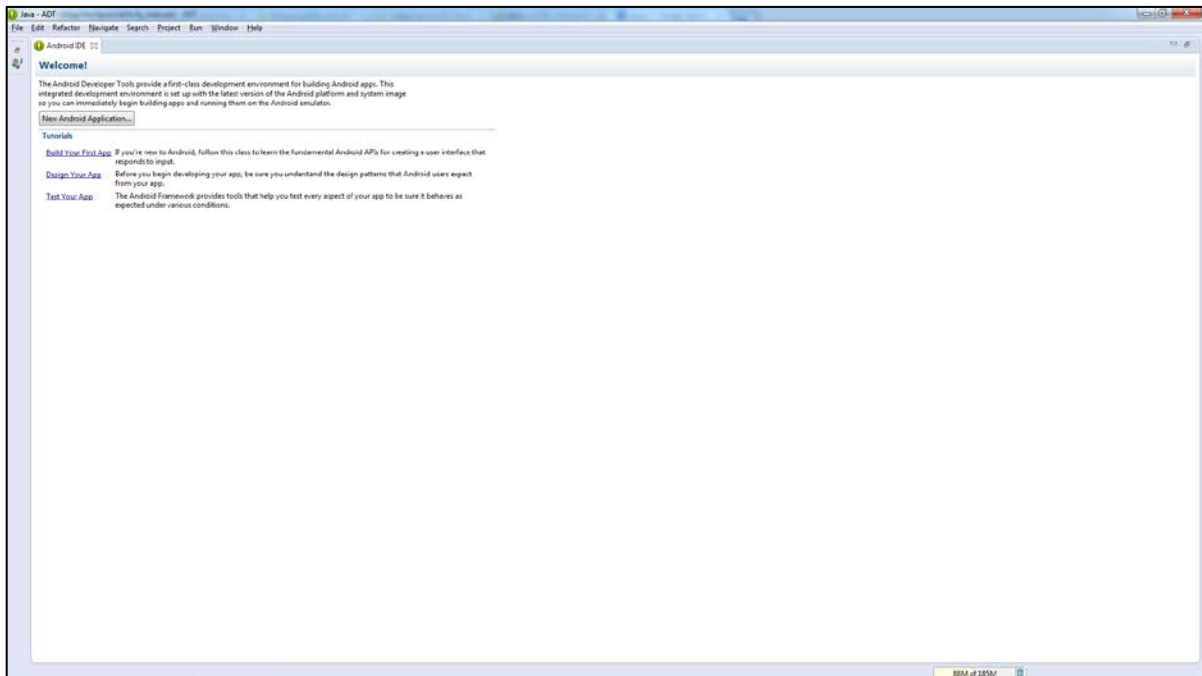 Java - ADT
File Edit Refactor Navigate Search Project Run Window Help
Android IDE
Welcome!
The Android Developer Tools provide a first-class development environment for building Android apps. This
integrated development environment is set up with the latest version of the Android platform and system image
so you can immediately begin building apps and running them on the Android emulator.
New Android Application...
Tutorials
Build Your First App If you're new to Android, follow this class to learn the fundamental Android APIs for creating a user interface that
responds to input.
Design Your App Before you begin developing your app, be sure you understand the design patterns that Android users expect
from your app.
Test Your App The Android Framework provides tools that help you test every aspect of your app to be sure it behaves as
expected under various conditions.
88M of 185M